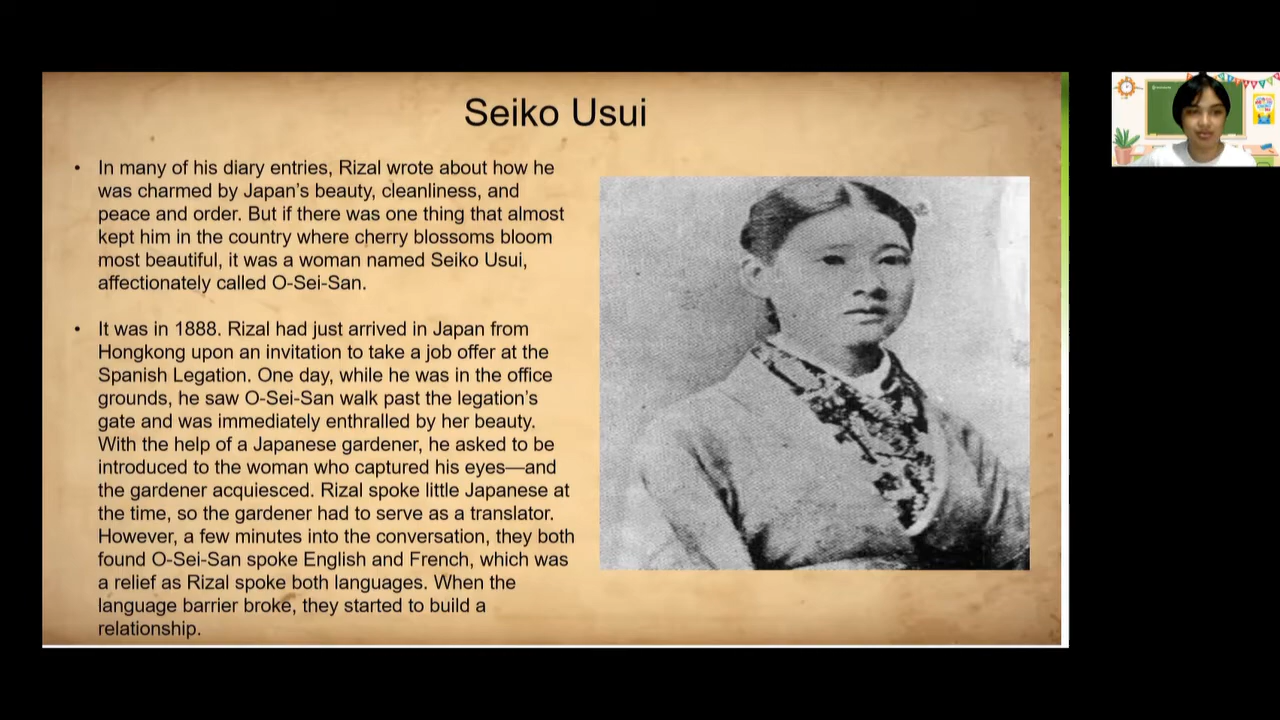 Seiko Usui
• In many of his diary entries, Rizal wrote about how he
was charmed by Japan’s beauty, cleanliness, and
peace and order. But if there was one thing that almost
kept him in the country where cherry blossoms bloom
most beautiful, it was a woman named Seiko Usui,
affectionately called O-Sei-San.
• It was in 1888. Rizal had just arrived in Japan from
Hongkong upon an invitation to take a job offer at the
Spanish Legation. One day, while he was in the office
grounds, he saw O-Sei-San walk past the legation’s
gate and was immediately enthralled by her beauty.
With the help of a Japanese gardener, he asked to be
introduced to the woman who captured his eyes—and
the gardener acquiesced. Rizal spoke little Japanese at
the time, so the gardener had to serve as a translator.
However, a few minutes into the conversation, they both
found O-Sei-San spoke English and French, which was
a relief as Rizal spoke both languages. When the
language barrier broke, they started to build a
relationship.